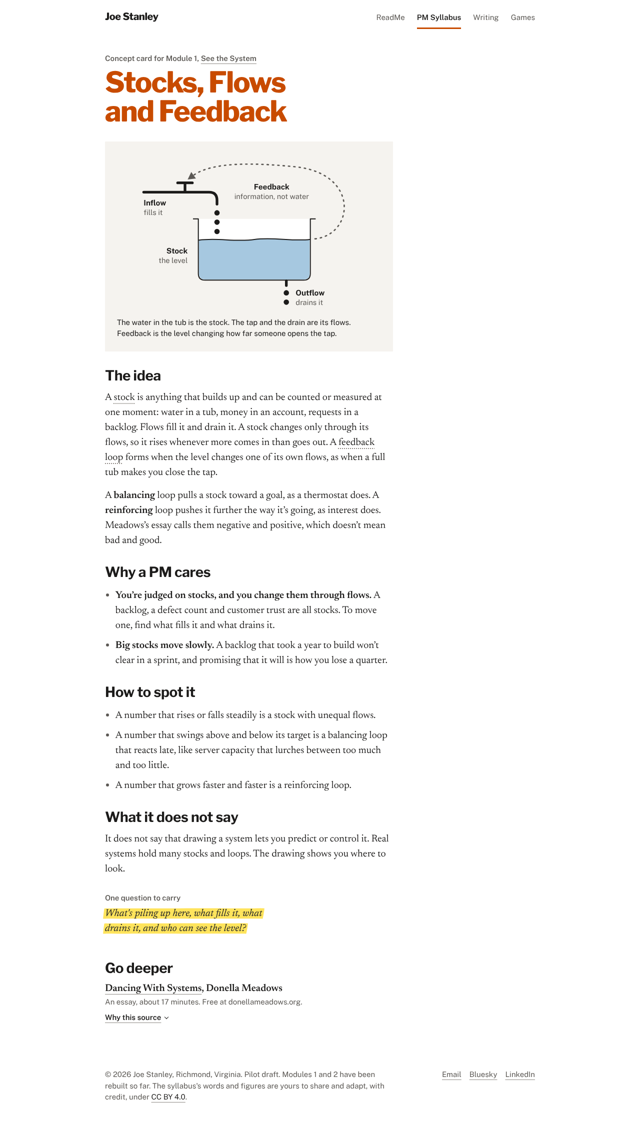 Joe Stanley
ReadMe PM Syllabus Writing Games
Concept card for Module 1, See the System
Stocks, Flows
and Feedback
Feedback
information, not water
Inflow
fills it
Stock
the level
Outflow
drains it
The water in the tub is the stock. The tap and the drain are its flows.
Feedback is the level changing how far someone opens the tap.
The idea
A stock is anything that builds up and can be counted or measured at
one moment: water in a tub, money in an account, requests in a
backlog. Flows fill it and drain it. A stock changes only through its
flows, so it rises whenever more comes in than goes out. A feedback
loop forms when the level changes one of its own flows, as when a full
tub makes you close the tap.
A balancing loop pulls a stock toward a goal, as a thermostat does. A
reinforcing loop pushes it further the way it’s going, as interest does.
Meadows’s essay calls them negative and positive, which doesn’t mean
bad and good.
Why a PM cares
• You’re judged on stocks, and you change them through flows. A
backlog, a defect count and customer trust are all stocks. To move
one, find what fills it and what drains it.
• Big stocks move slowly. A backlog that took a year to build won’t
clear in a sprint, and promising that it will is how you lose a quarter.
How to spot it
• A number that rises or falls steadily is a stock with unequal flows.
• A number that swings above and below its target is a balancing loop
that reacts late, like server capacity that lurches between too much
and too little.
• A number that grows faster and faster is a reinforcing loop.
What it does not say
It does not say that drawing a system lets you predict or control it. Real
systems hold many stocks and loops. The drawing shows you where to
look.
One question to carry
What’s piling up here, what fills it, what
drains it, and who can see the level?
Go deeper
Dancing With Systems, Donella Meadows
An essay, about 17 minutes. Free at donellameadows.org.
Why this source
© 2026 Joe Stanley, Richmond, Virginia. Pilot draft. Modules 1 and 2 have been
rebuilt so far. The syllabus’s words and figures are yours to share and adapt, with
credit, under CC BY 4.0.
Email Bluesky LinkedIn